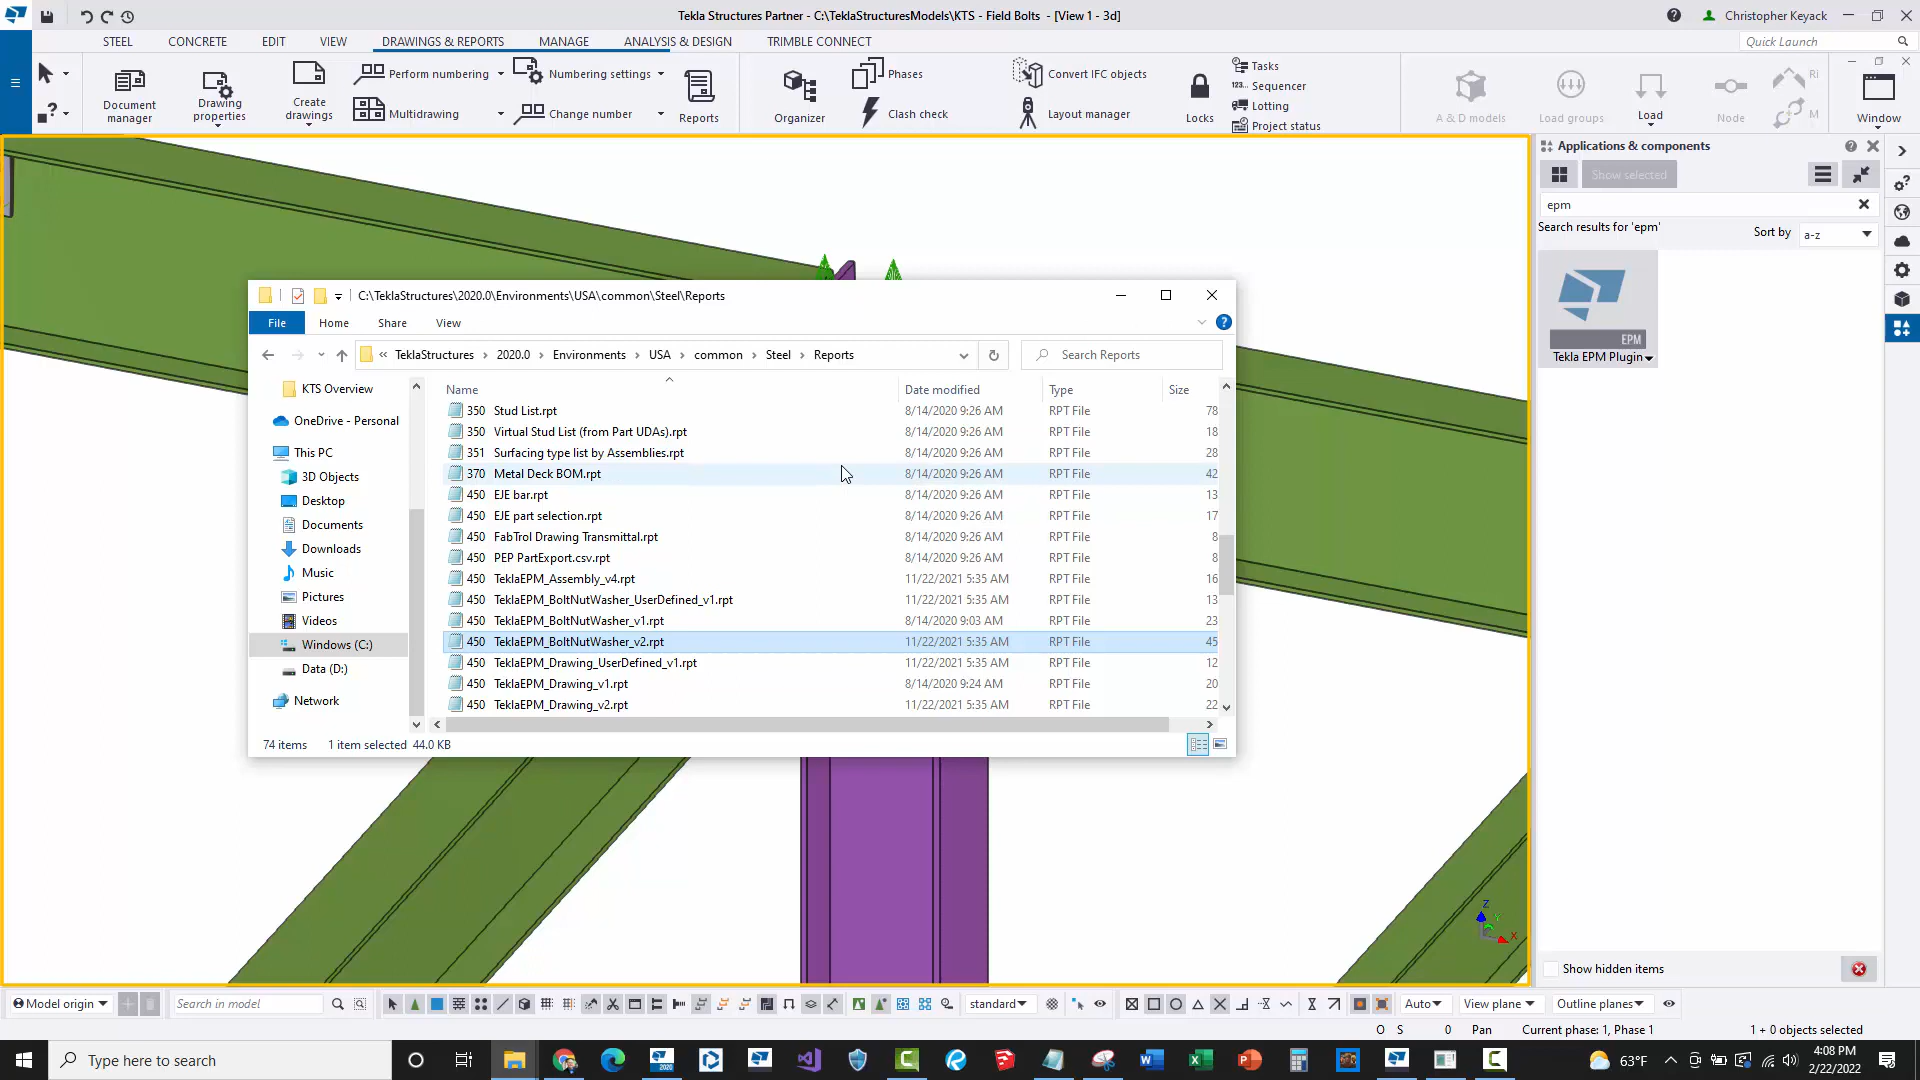 Tekla Structures Partner - C:\TeklaStructuresModels\KTS - Field Bolts - [View 1 - 3d]
Christopher Keyack
STEEL CONCRETE EDIT VIEW DRAWINGS & REPORTS MANAGE ANALYSIS & DESIGN TRIMBLE CONNECT
Quick Launch
Document manager
Drawing properties
Create drawings
Perform numbering
Multidrawing
Numbering settings
Change number
Reports
Organizer
Phases
Clash check
Convert IFC objects
Layout manager
Locks
Tasks
Sequencer
Lotting
Project status
A & D models
Load groups
Load
Node
Ri
M
Window
Applications & components
Show selected
epm
Search results for 'epm'
Sort by
a-z
EPM
Tekla EPM Plugin
Show hidden items
C:\TeklaStructures\2020.0\Environments\USA\common\Steel\Reports
File Home Share View
« TeklaStructures › 2020.0 › Environments › USA › common › Steel › Reports
Search Reports
KTS Overview
OneDrive - Personal
This PC
3D Objects
Desktop
Documents
Downloads
Music
Pictures
Videos
Windows (C:)
Data (D:)
Network
Name Date modified Type Size
350 Stud List.rpt 8/14/2020 9:26 AM RPT File 78
350 Virtual Stud List (from Part UDAs).rpt 8/14/2020 9:26 AM RPT File 18
351 Surfacing type list by Assemblies.rpt 8/14/2020 9:26 AM RPT File 28
370 Metal Deck BOM.rpt 8/14/2020 9:26 AM RPT File 42
450 EJE bar.rpt 8/14/2020 9:26 AM RPT File 13
450 EJE part selection.rpt 8/14/2020 9:26 AM RPT File 17
450 FabTrol Drawing Transmittal.rpt 8/14/2020 9:26 AM RPT File 8
450 PEP PartExport.csv.rpt 8/14/2020 9:26 AM RPT File 8
450 TeklaEPM_Assembly_v4.rpt 11/22/2021 5:35 AM RPT File 16
450 TeklaEPM_BoltNutWasher_UserDefined_v1.rpt 11/22/2021 5:35 AM RPT File 13
450 TeklaEPM_BoltNutWasher_v1.rpt 8/14/2020 9:03 AM RPT File 23
450 TeklaEPM_BoltNutWasher_v2.rpt 11/22/2021 5:35 AM RPT File 45
450 TeklaEPM_Drawing_UserDefined_v1.rpt 11/22/2021 5:35 AM RPT File 12
450 TeklaEPM_Drawing_v1.rpt 8/14/2020 9:24 AM RPT File 20
450 TeklaEPM_Drawing_v2.rpt 11/22/2021 5:35 AM RPT File 22
74 items 1 item selected 44.0 KB
Z
X
Model origin
Search in model
standard
Auto
View plane
Outline planes
O S 0 Pan Current phase: 1, Phase 1 1 + 0 objects selected
Type here to search
2020
63°F
4:08 PM
2/22/2022